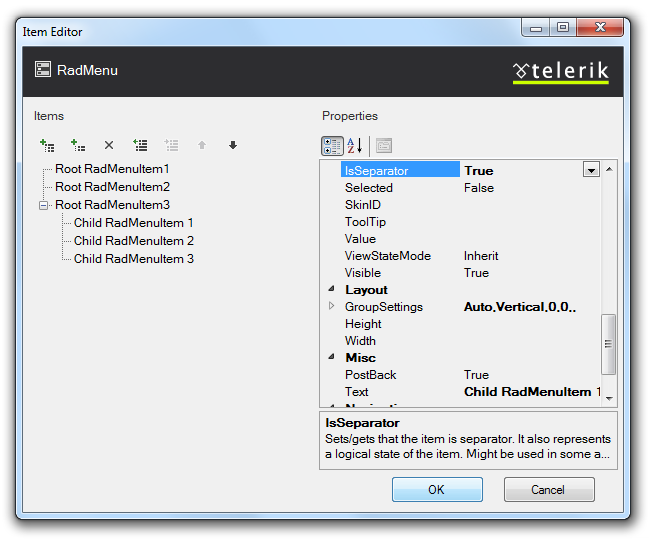 Item Editor
RadMenu
telerik
Items
Properties
A
Z
Root RadMenuItem1
Root RadMenuItem2
Root RadMenuItem3
Child RadMenuItem 1
Child RadMenuItem 2
Child RadMenuItem 3
IsSeparator True
Selected False
SkinID
ToolTip
Value
ViewStateMode Inherit
Visible True
Layout
GroupSettings Auto,Vertical,0,0,,
Height
Width
Misc
PostBack True
Text Child RadMenuItem 1
IsSeparator
Sets/gets that the item is separator. It also represents
a logical state of the item. Might be used in some a...
OK
Cancel